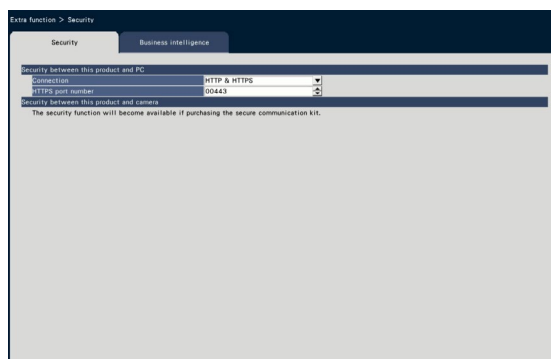 Extra function > Security
Security Business intelligence
Security between this product and PC
Connection HTTP & HTTPS
HTTPS port number 00443
Security between this product and camera
The security function will become available if purchasing the secure communication kit.